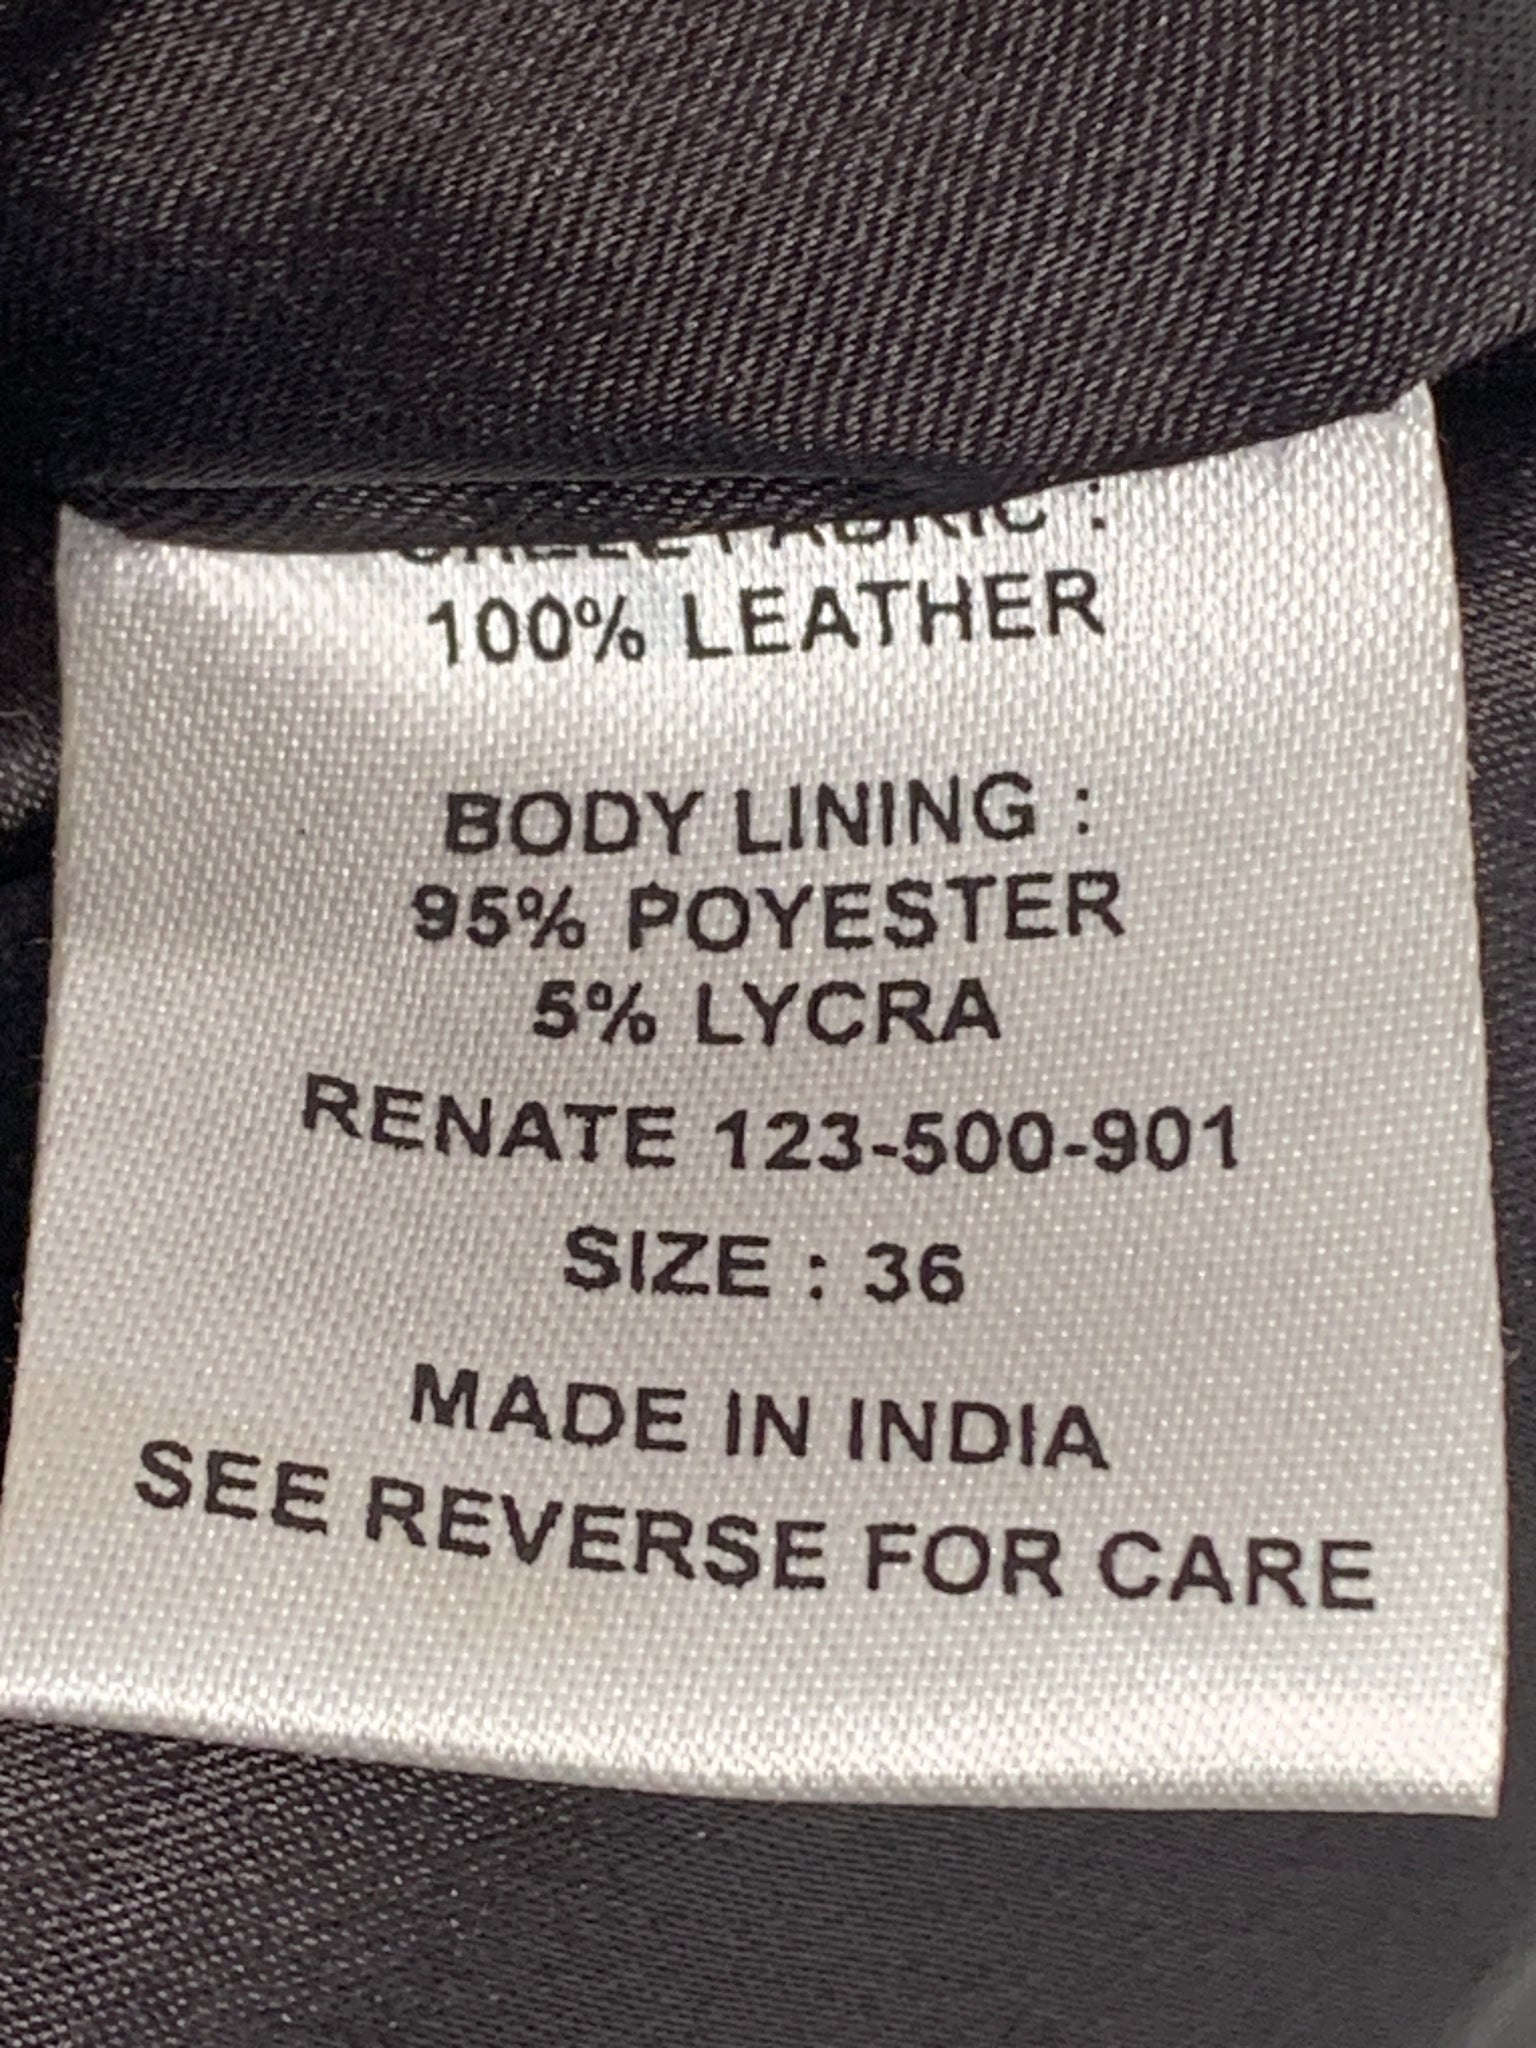 FABRIC :
100% LEATHER
BODY LINING :
95% POYESTER
5% LYCRA
RENATE 123-500-901
SIZE : 36
MADE IN INDIA
SEE REVERSE FOR CARE